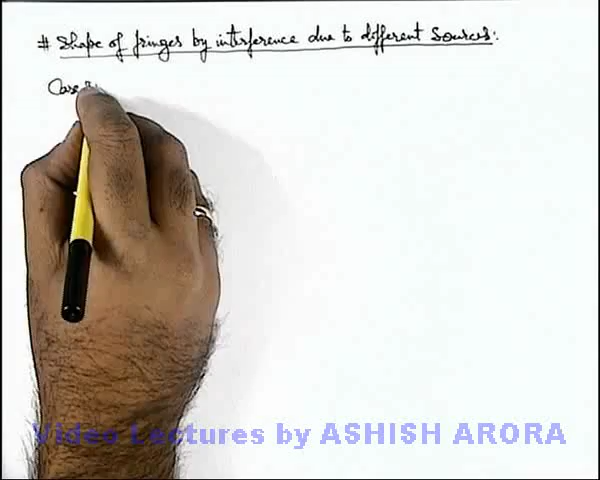 # Shape of fringes by interference due to different sources:
Case
Video Lectures by ASHISH ARORA